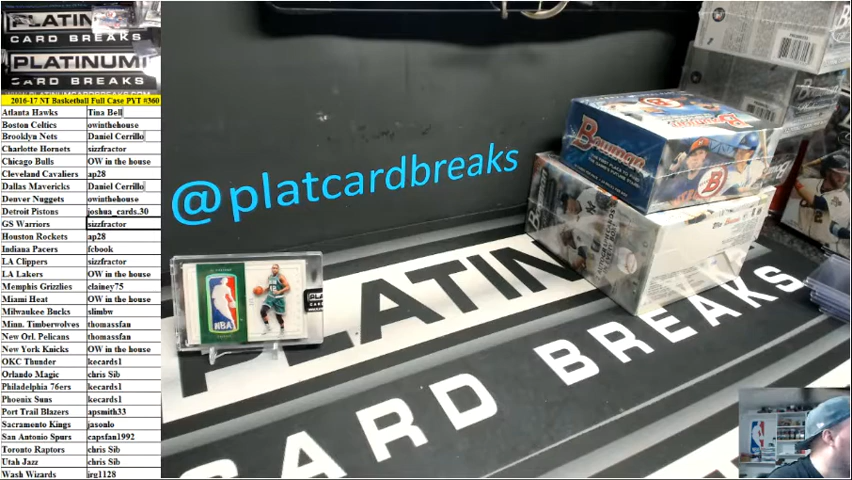 PLATINUM
CARD BREAKS
PLATINUM
CARD BREAKS
2016-17 NT Basketball Full Case PYT #360
Atlanta Hawks Tina Bell
Boston Celtics owinthehouse
Brooklyn Nets Daniel Cerrillo
Charlotte Hornets sizzfractor
Chicago Bulls OW in the house
Cleveland Cavaliers ap28
Dallas Mavericks Daniel Cerrillo
Denver Nuggets owinthehouse
Detroit Pistons joshua_cards.30
GS Warriors sizzfractor
Houston Rockets ap28
Indiana Pacers fcbook
LA Clippers sizzfractor
LA Lakers OW in the house
Memphis Grizzlies clainey75
Miami Heat OW in the house
Milwaukee Bucks slimbw
Minn. Timberwolves thomassfan
New Orl. Pelicans thomassfan
New York Knicks OW in the house
OKC Thunder kecards1
Orlando Magic chris Sib
Philadelphia 76ers kecards1
Phoenix Suns kecards1
Port Trail Blazers apsmith33
Sacramento Kings jasonlo
San Antonio Spurs capsfan1992
Toronto Raptors chris Sib
Utah Jazz chris Sib
Wash Wizards jrg1128
@platcardbreaks
Bowman
NBA
PLATIN
CARD BREAKS